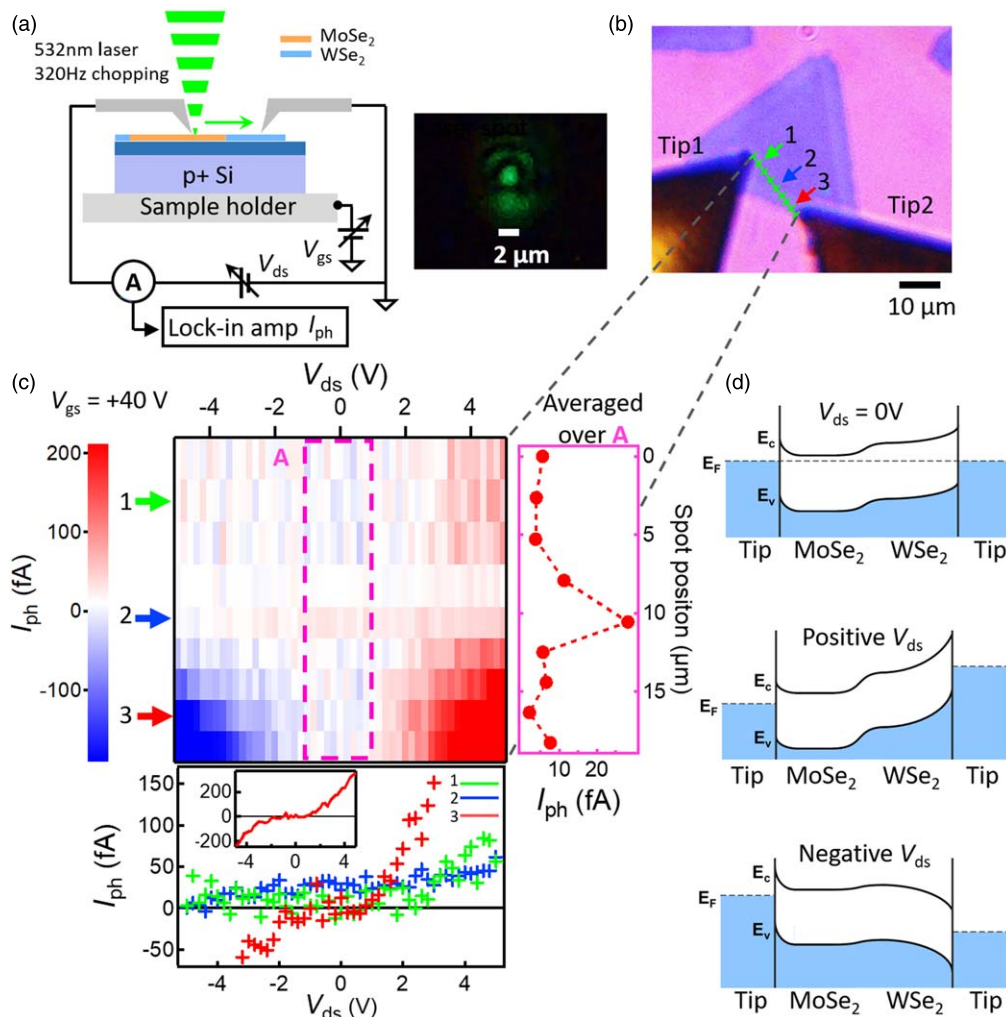 (a)
532nm laser
320Hz chopping
MoSe2
WSe2
p+ Si
Sample holder
Vgs
Vds
A
Lock-in amp Iph
2 μm
(b)
Tip1
1
2
3
Tip2
10 μm
(c)
Vgs = +40 V
Vds (V)
-4 -2 0 2 4
Iph (fA)
200
100
0
-100
A
1
2
3
Averaged
over A
0
5
10
15
Spot position (μm)
10 20
Iph (fA)
Iph (fA)
150
100
50
0
-50
200
0
-200
-4 -2 0 2 4
1
2
3
-4 -2 0 2 4
Vds (V)
(d)
Vds = 0V
Ec
EF
Ev
Tip MoSe2 WSe2 Tip
Positive Vds
Ec
EF
Ev
Tip MoSe2 WSe2 Tip
Negative Vds
Ec
EF
Ev
Tip MoSe2 WSe2 Tip